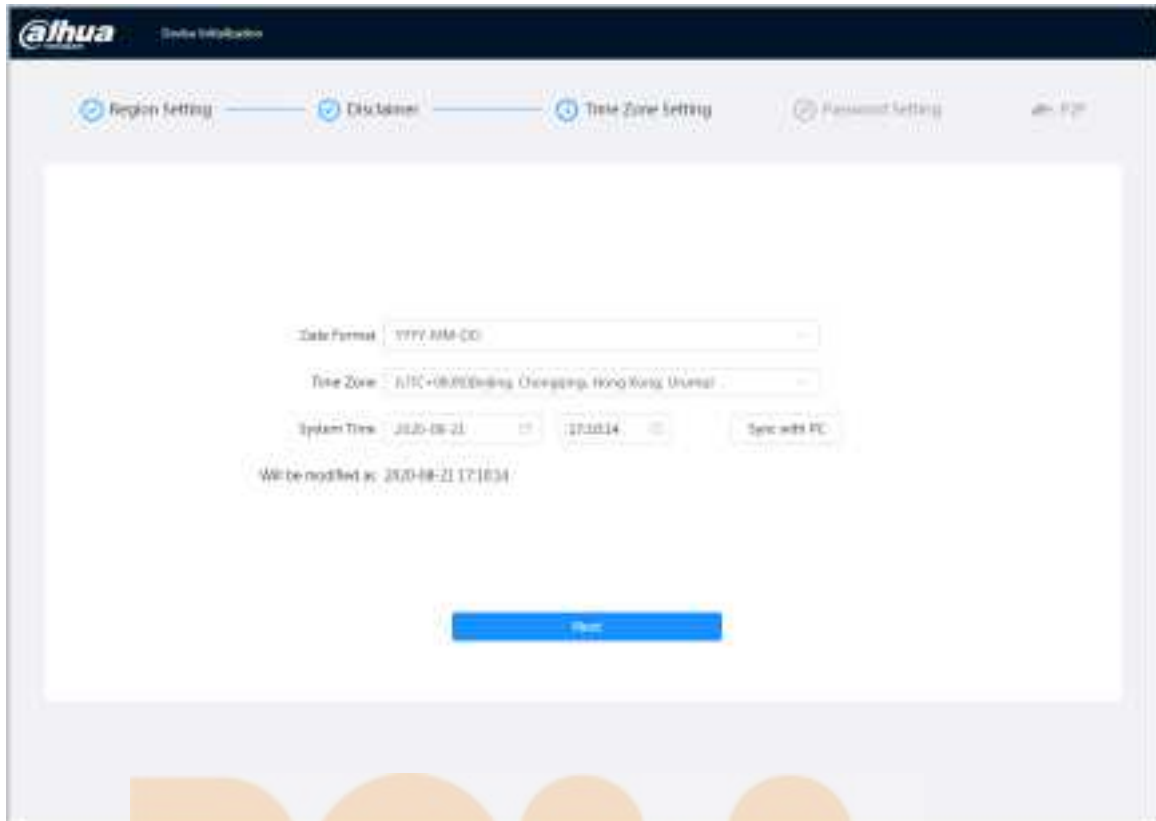 alhua
Device Initialization
Region Setting
Disclaimer
Time Zone Setting
Password Setting
P2P
Date Format YYYY-MM-DD
Time Zone (UTC+08:00)Beijing, Chongqing, Hong Kong, Urumqi
System Time 2020-08-21 17:10:14 Sync with PC
Will be modified as 2020-08-21 17:10:14
Next